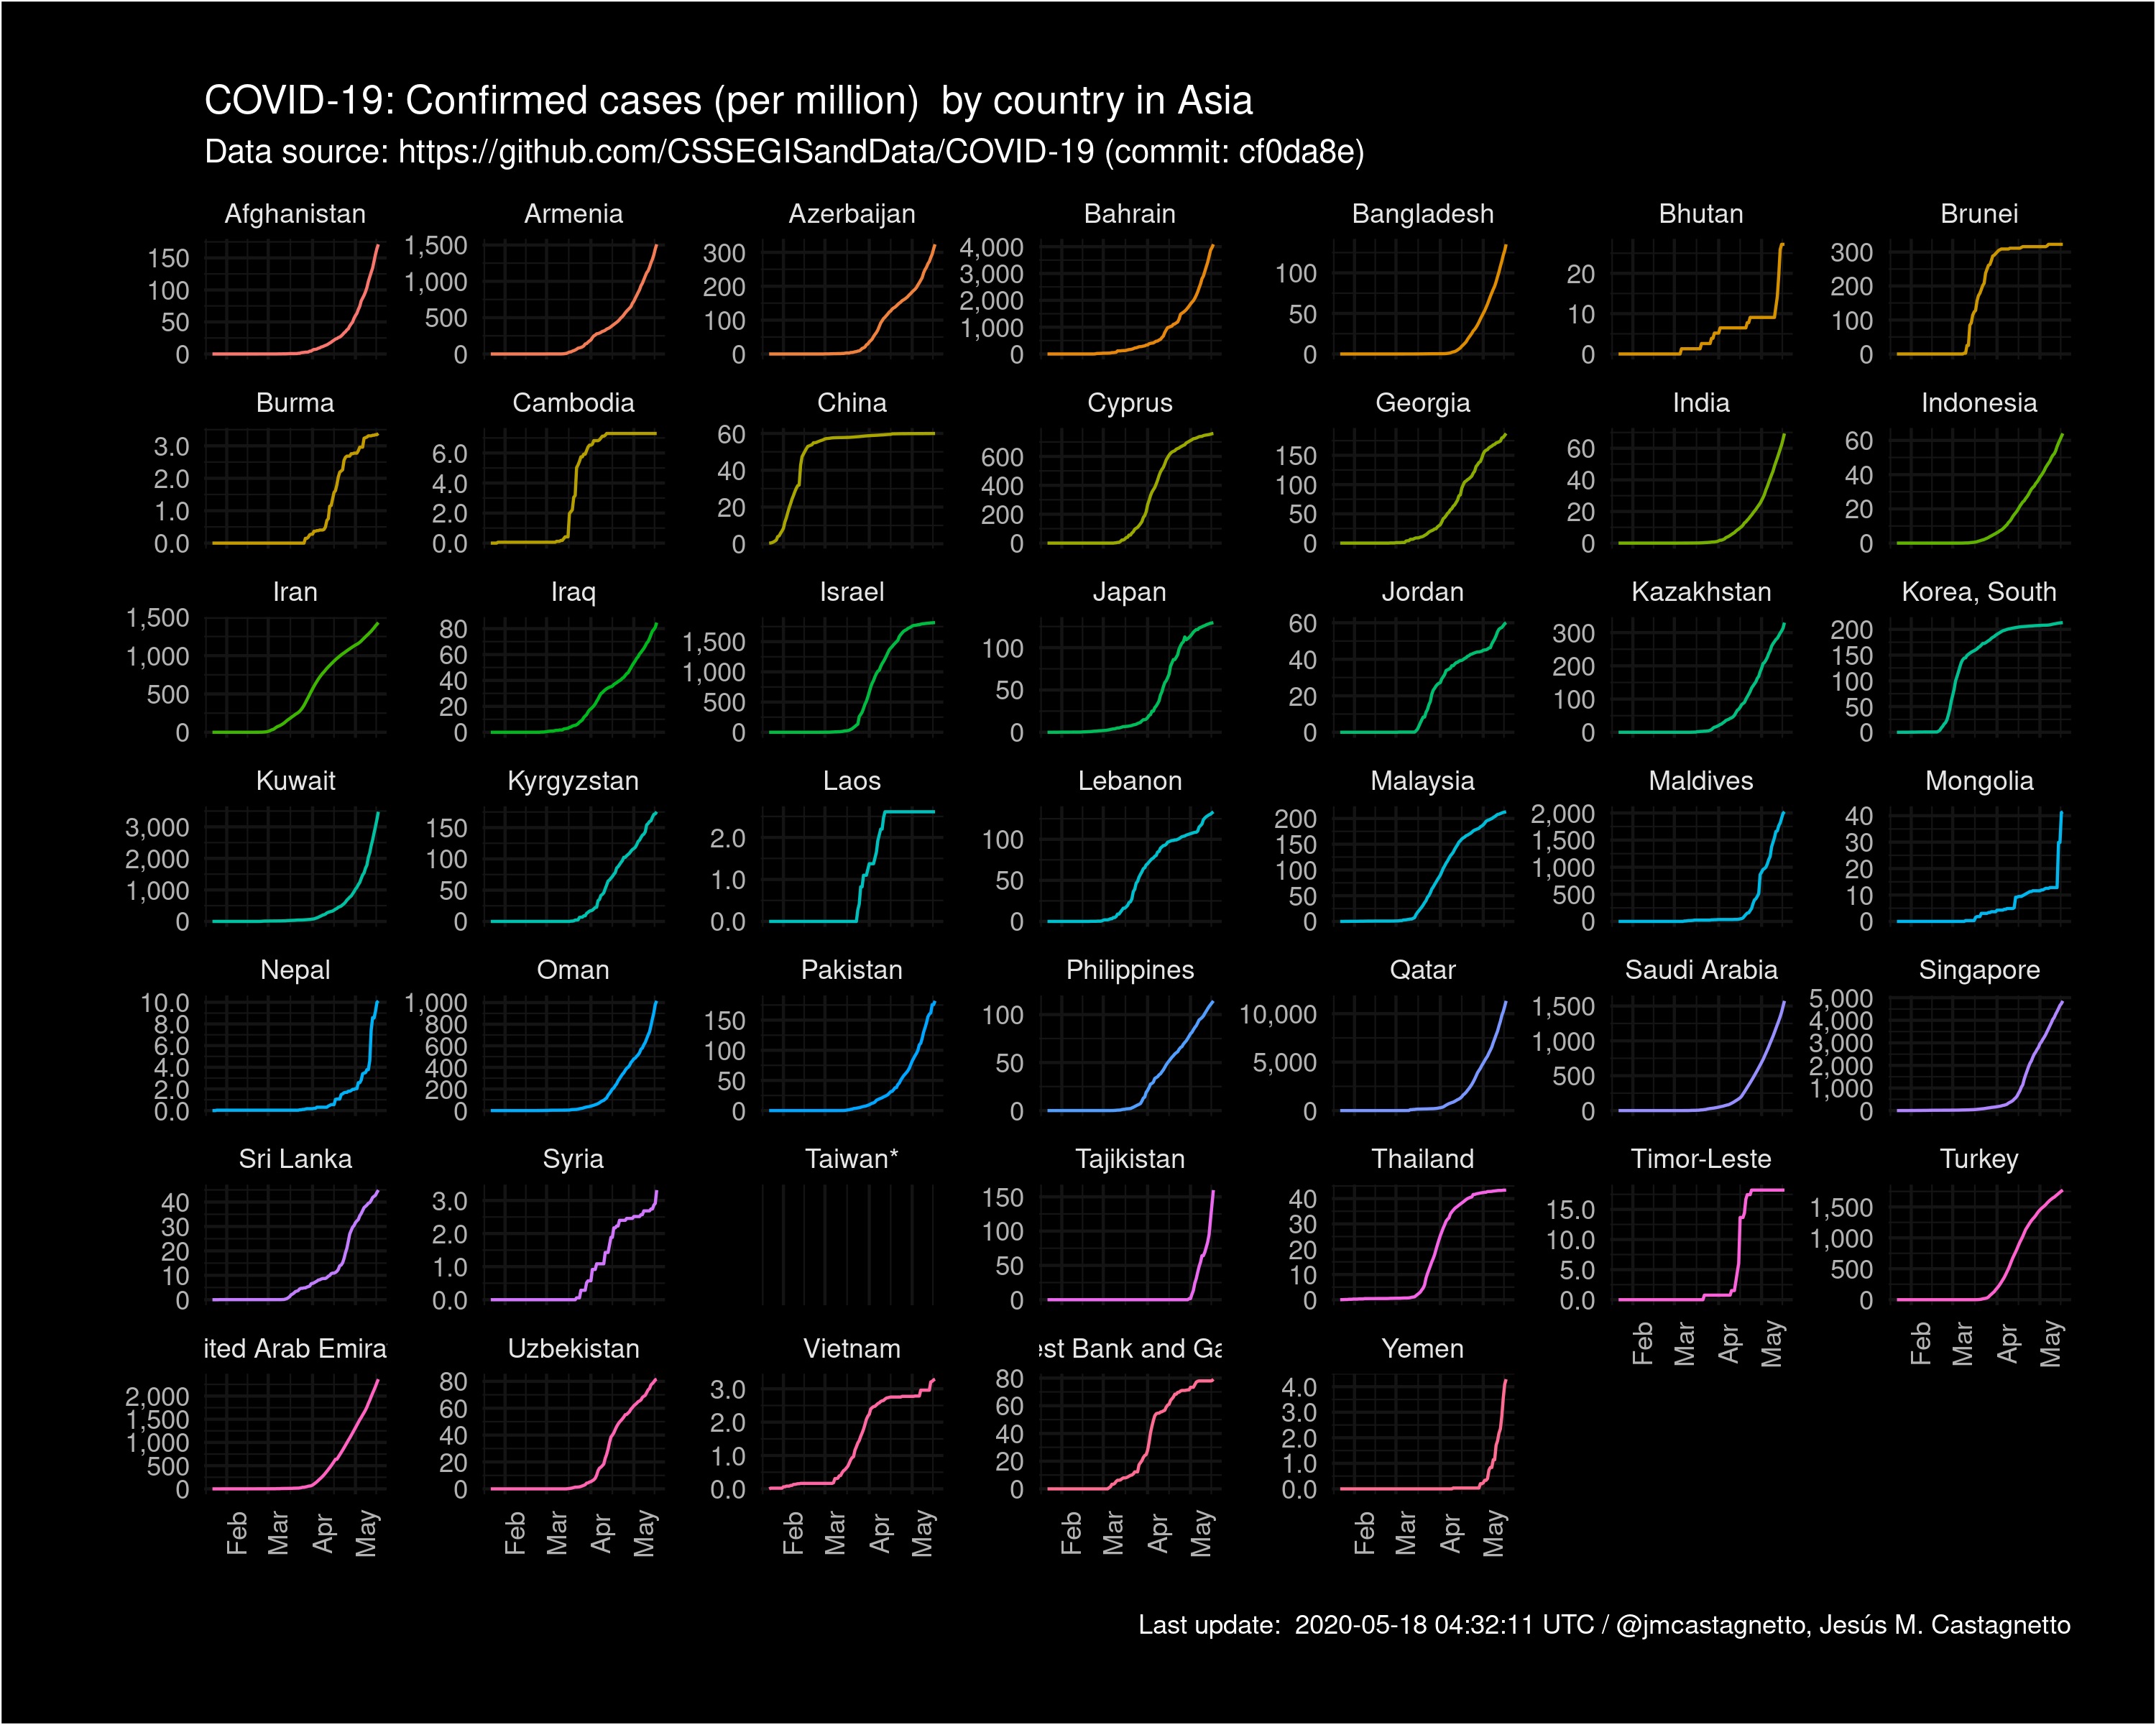 COVID-19: Confirmed cases (per million)  by country in Asia
Data source: https://github.com/CSSEGISandData/COVID-19 (commit: cf0da8e)
Afghanistan Armenia Azerbaijan Bahrain Bangladesh Bhutan Brunei
150 1,500 300 4,000 100 20 300
100 1,000 200 3,000 50 10 200
50 500 100 2,000 0 0 100
0 0 0 1,000 0
0
Burma Cambodia China Cyprus Georgia India Indonesia
3.0 6.0 60 600 150 60 60
2.0 4.0 40 400 100 40 40
1.0 2.0 20 200 50 20 20
0.0 0.0 0 0 0 0 0
Iran Iraq Israel Japan Jordan Kazakhstan Korea, South
1,500 80 1,500 100 60 300 200
1,000 60 1,000 50 40 200 150
500 40 500 0 20 100 100
0 20 0 0 0 50
0 0
Kuwait Kyrgyzstan Laos Lebanon Malaysia Maldives Mongolia
3,000 150 2.0 100 200 2,000 40
2,000 100 1.0 50 150 1,500 30
1,000 50 0.0 0 100 1,000 20
0 0 50 500 10
0 0 0
Nepal Oman Pakistan Philippines Qatar Saudi Arabia Singapore
10.0 1,000 150 100 10,000 1,500 5,000
8.0 800 100 50 5,000 1,000 4,000
6.0 600 50 0 0 500 3,000
4.0 400 0 0 2,000
2.0 200 1,000
0.0 0 0
Sri Lanka Syria Taiwan* Tajikistan Thailand Timor-Leste Turkey
40 3.0 150 40 15.0 1,500
30 2.0 100 30 10.0 1,000
20 1.0 50 20 5.0 500
10 0.0 0 10 0.0 0
0 0
Feb Mar Apr May Feb Mar Apr May
ited Arab Emira Uzbekistan Vietnam est Bank and Ga Yemen
2,000 80 3.0 80 4.0
1,500 60 2.0 60 3.0
1,000 40 1.0 40 2.0
500 20 0.0 20 1.0
0 0 0 0.0
Feb Mar Apr May Feb Mar Apr May Feb Mar Apr May Feb Mar Apr May Feb Mar Apr May
Last update:  2020-05-18 04:32:11 UTC / @jmcastagnetto, Jesús M. Castagnetto